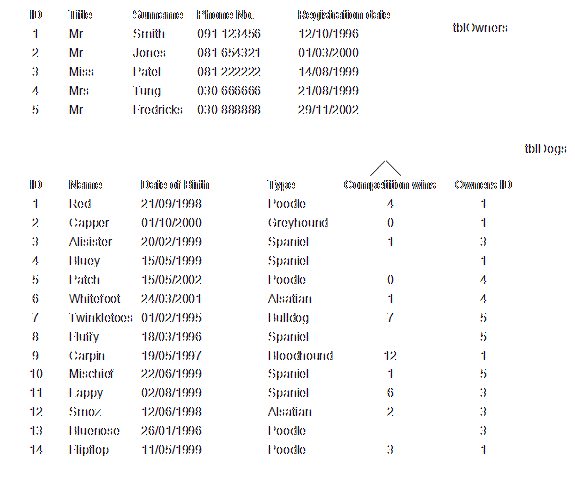 ID Title Surname Phone No. Registration date
tblOwners
1 Mr Smith 091 123456 12/10/1996
2 Mr Jones 081 654321 01/03/2000
3 Miss Patel 081 222222 14/08/1999
4 Mrs Tung 030 666666 21/08/1999
5 Mr Fredricks 030 888888 29/11/2002
tblDogs
ID Name Date of Birth Type Competition wins Owners ID
1 Red 21/09/1998 Poodle 4 1
2 Capper 01/10/2000 Greyhound 0 1
3 Alisister 20/02/1999 Spaniel 1 3
4 Bluey 15/05/1999 Spaniel 1
5 Patch 15/05/2002 Poodle 0 4
6 Whitefoot 24/03/2001 Alsatian 1 4
7 Twinkletoes 01/02/1995 Bulldog 7 5
8 Fluffy 18/03/1996 Spaniel 5
9 Carpin 19/05/1997 Bloodhound 12 1
10 Mischief 22/06/1999 Spaniel 1 5
11 Lappy 02/08/1999 Spaniel 6 3
12 Smoz 12/06/1998 Alsatian 2 3
13 Bluenose 26/01/1996 Poodle 3
14 Flipflop 11/05/1999 Poodle 3 1